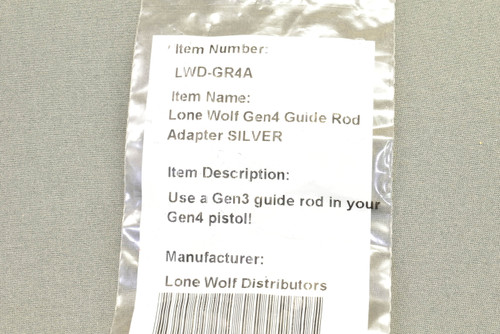 Item Number:
LWD-GR4A
Item Name:
Lone Wolf Gen4 Guide Rod
Adapter SILVER
Item Description:
Use a Gen3 guide rod in your
Gen4 pistol!
Manufacturer:
Lone Wolf Distributors